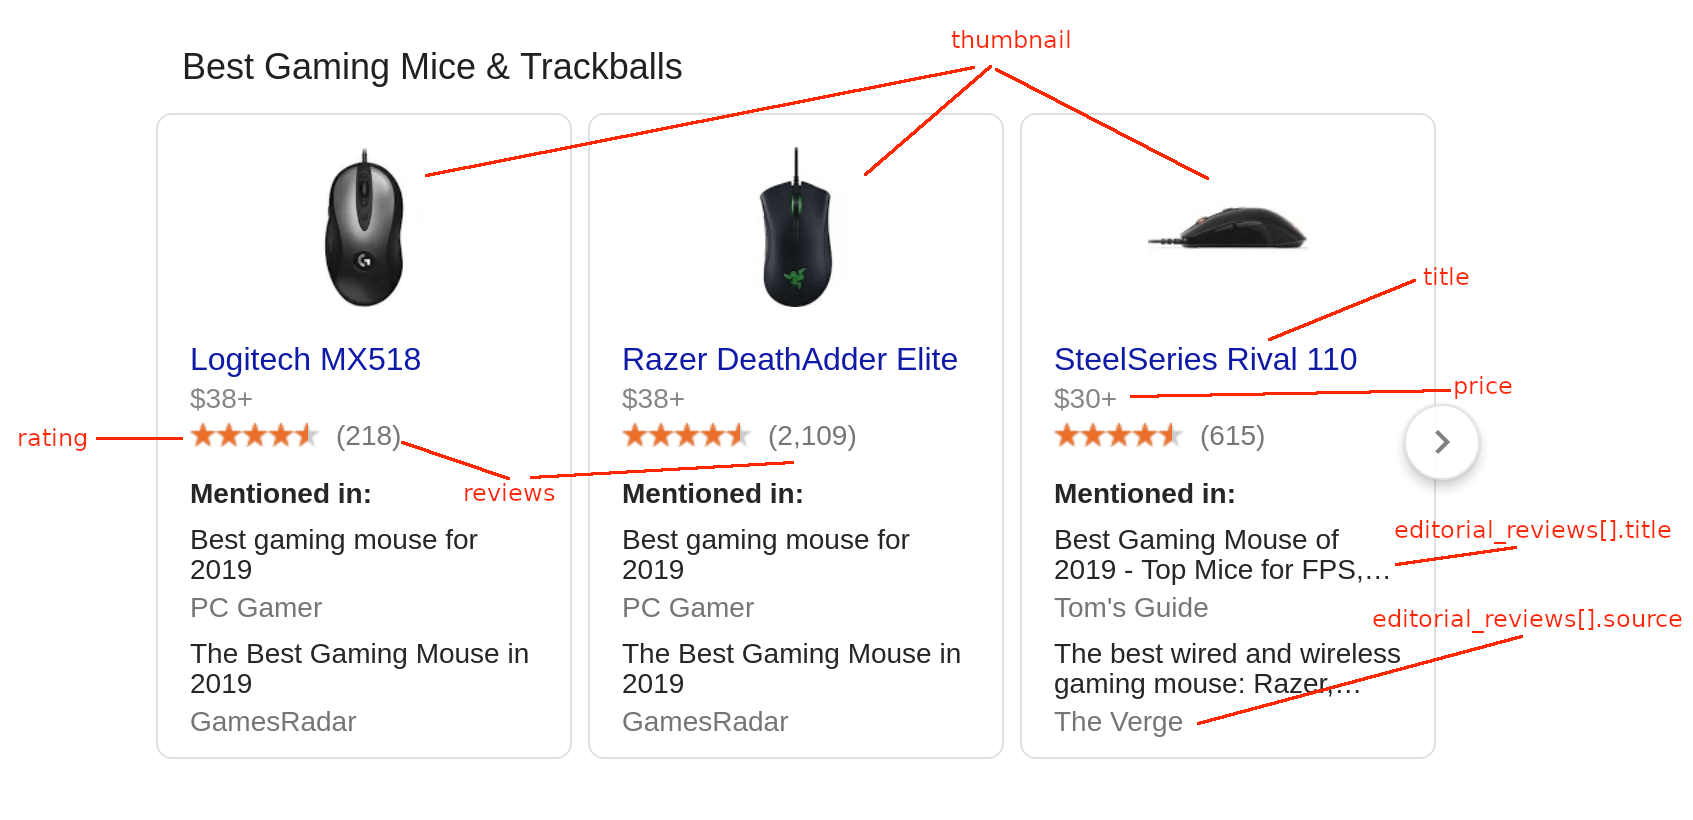 thumbnail
Best Gaming Mice & Trackballs
title
Logitech MX518
$38+
(218)
Mentioned in:
Best gaming mouse for
2019
PC Gamer
The Best Gaming Mouse in
2019
GamesRadar
Razer DeathAdder Elite
$38+
(2,109)
Mentioned in:
Best gaming mouse for
2019
PC Gamer
The Best Gaming Mouse in
2019
GamesRadar
SteelSeries Rival 110
$30+
(615)
Mentioned in:
Best Gaming Mouse of
2019 - Top Mice for FPS,…
Tom's Guide
The best wired and wireless
gaming mouse: Razer,…
The Verge
price
rating
reviews
editorial_reviews[].title
editorial_reviews[].source